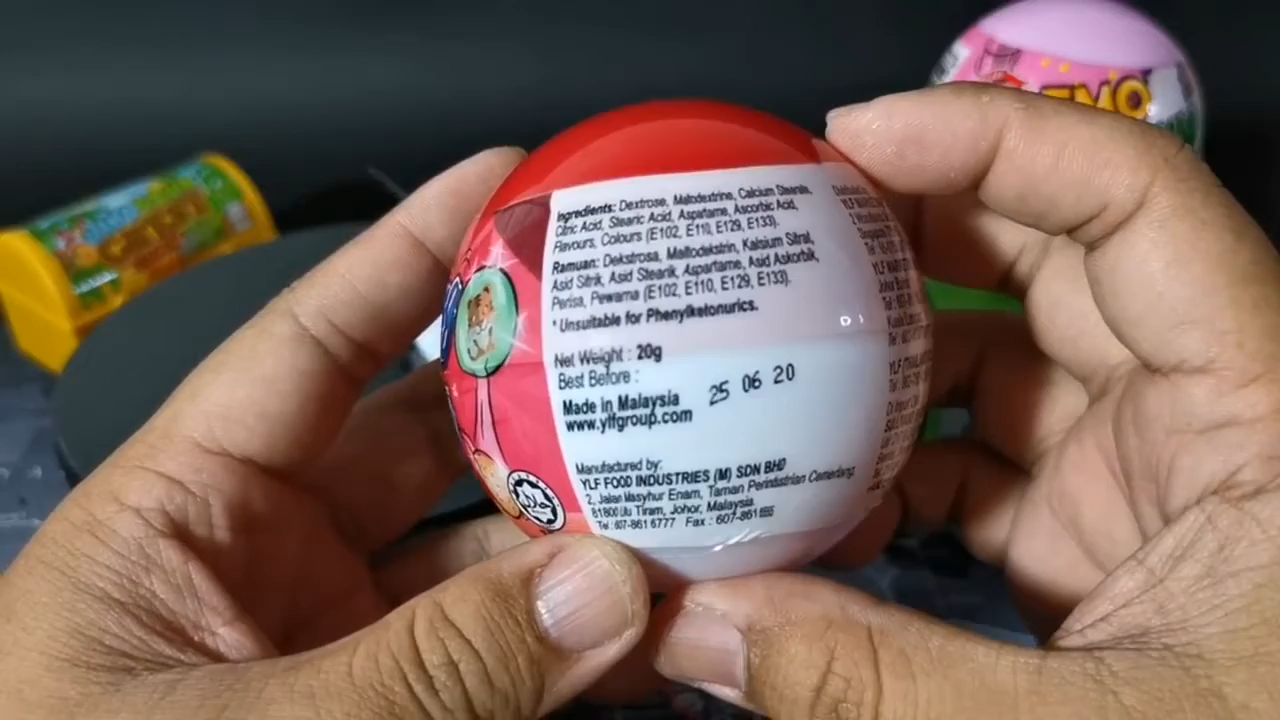 EMO
Ingredients: Dextrose, Maltodextrine, Calcium Stearate,
Citric Acid, Stearic Acid, Aspartame, Ascorbic Acid,
Flavours, Colours (E102, E110, E129, E133).
Ramuan: Dekstrosa, Maltodekstrin, Kalsium Sitrat,
Asid Sitrik, Asid Stearik, Aspartame, Asid Askorbik,
Perisa, Pewarna (E102, E110, E129, E133).
* Unsuitable for Phenylketonurics.
Net Weight : 20g
Best Before :
25 06 20
Made in Malaysia
www.ylfgroup.com
Manufactured by:
YLF FOOD INDUSTRIES (M) SDN BHD
2, Jalan Masyhur Enam, Taman Perindustrian Cemerlang
81800 Ulu Tiram, Johor, Malaysia.
Tel : 607-861 6777 Fax : 607-861